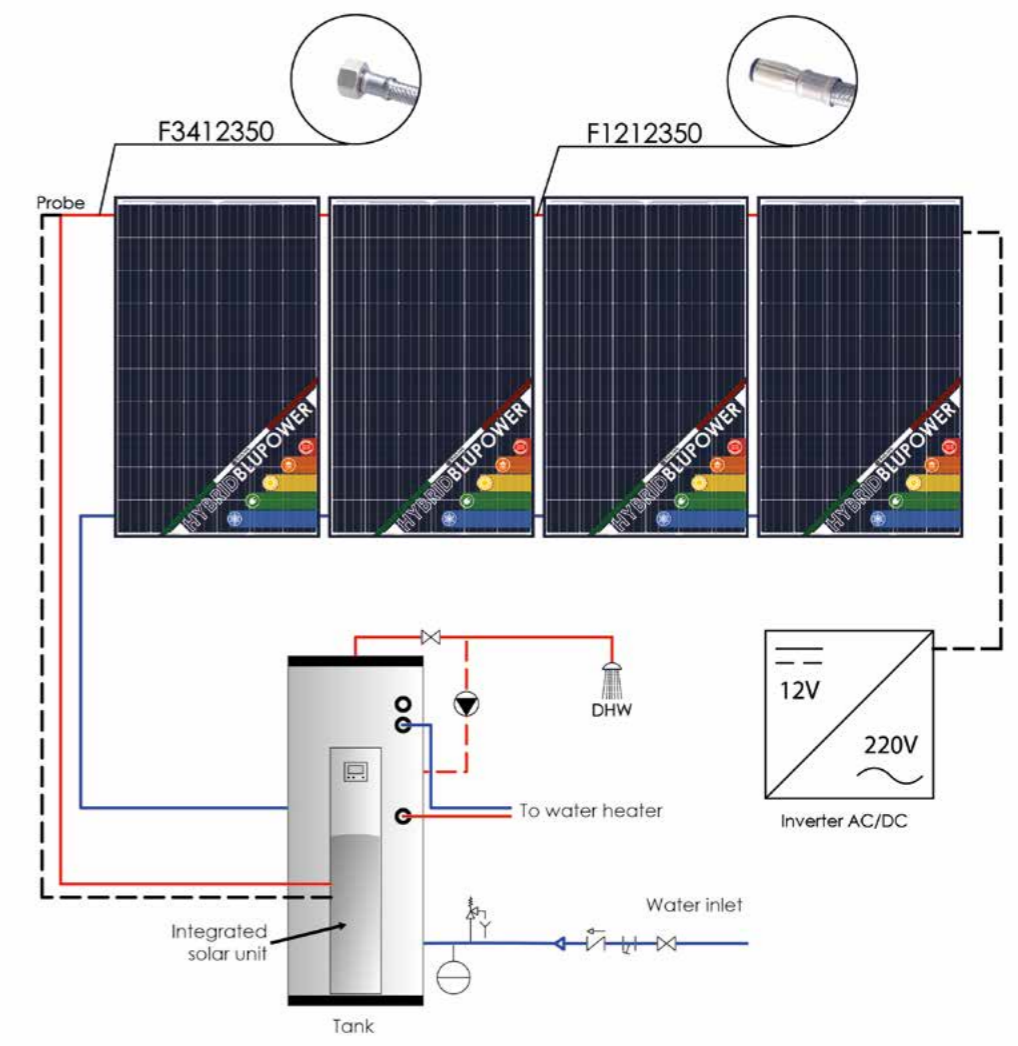 F3412350
F1212350
Probe
HYBRIDBLUPOWER
HYBRIDBLUPOWER
HYBRIDBLUPOWER
HYBRIDBLUPOWER
DHW
12V
220V
To water heater
Inverter AC/DC
Water inlet
Integrated
solar unit
Tank